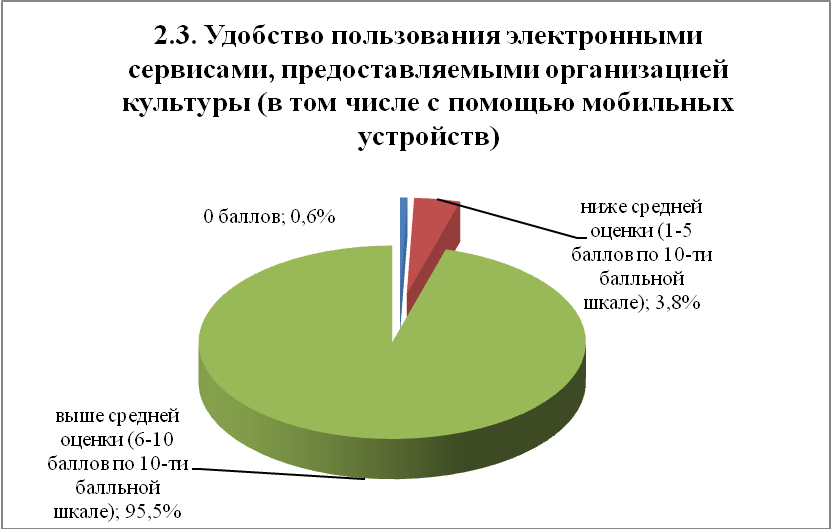 2.3. Удобство пользования электронными
сервисами, предоставляемыми организацией
культуры (в том числе с помощью мобильных
устройств)
0 баллов; 0,6%
ниже средней
оценки (1-5
баллов по 10-ти
балльной
шкале); 3,8%
выше средней
оценки (6-10
баллов по 10-ти
балльной
шкале); 95,5%